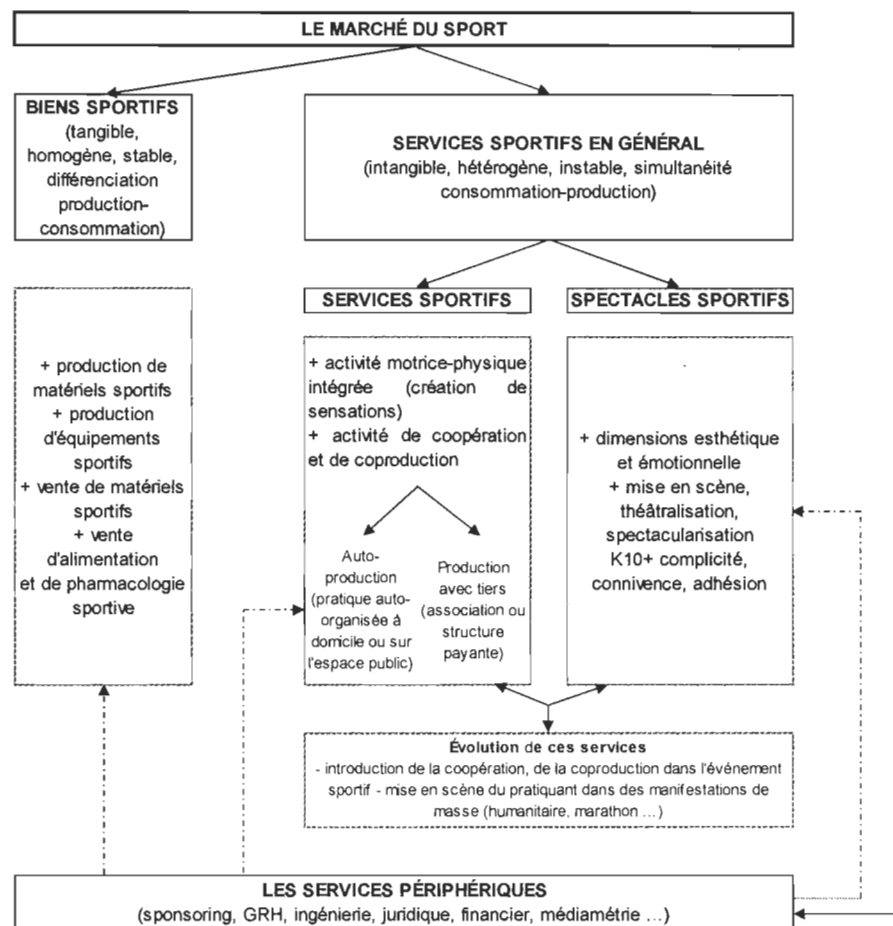 LE MARCHÉ DU SPORT
BIENS SPORTIFS
(tangible,
homogène, stable,
différenciation
production-
consommation)
SERVICES SPORTIFS EN GÉNÉRAL
(intangible, hétérogène, instable, simultanéité
consommation-production)
SERVICES SPORTIFS
SPECTACLES SPORTIFS
+ production de
matériels sportifs
+ production
d'équipements
sportifs
+ vente de matériels
sportifs
+ vente
d'alimentation
et de pharmacologie
sportive
+ activité motrice-physique
intégrée (création de
sensations)
+ activité de coopération
et de coproduction
Auto-
production
(pratique auto-
organisée à
domicile ou sur
l'espace public)
Production
avec tiers
(association ou
structure
payante)
+ dimensions esthétique
et émotionnelle
+ mise en scène,
théâtralisation,
spectacularisation
K10+ complicité,
connivence, adhésion
Évolution de ces services
- introduction de la coopération, de la coproduction dans l'événement
sportif - mise en scène du pratiquant dans des manifestations de
masse (humanitaire, marathon ...)
LES SERVICES PÉRIPHÉRIQUES
(sponsoring, GRH, ingénierie, juridique, financier, médiamétrie ...)